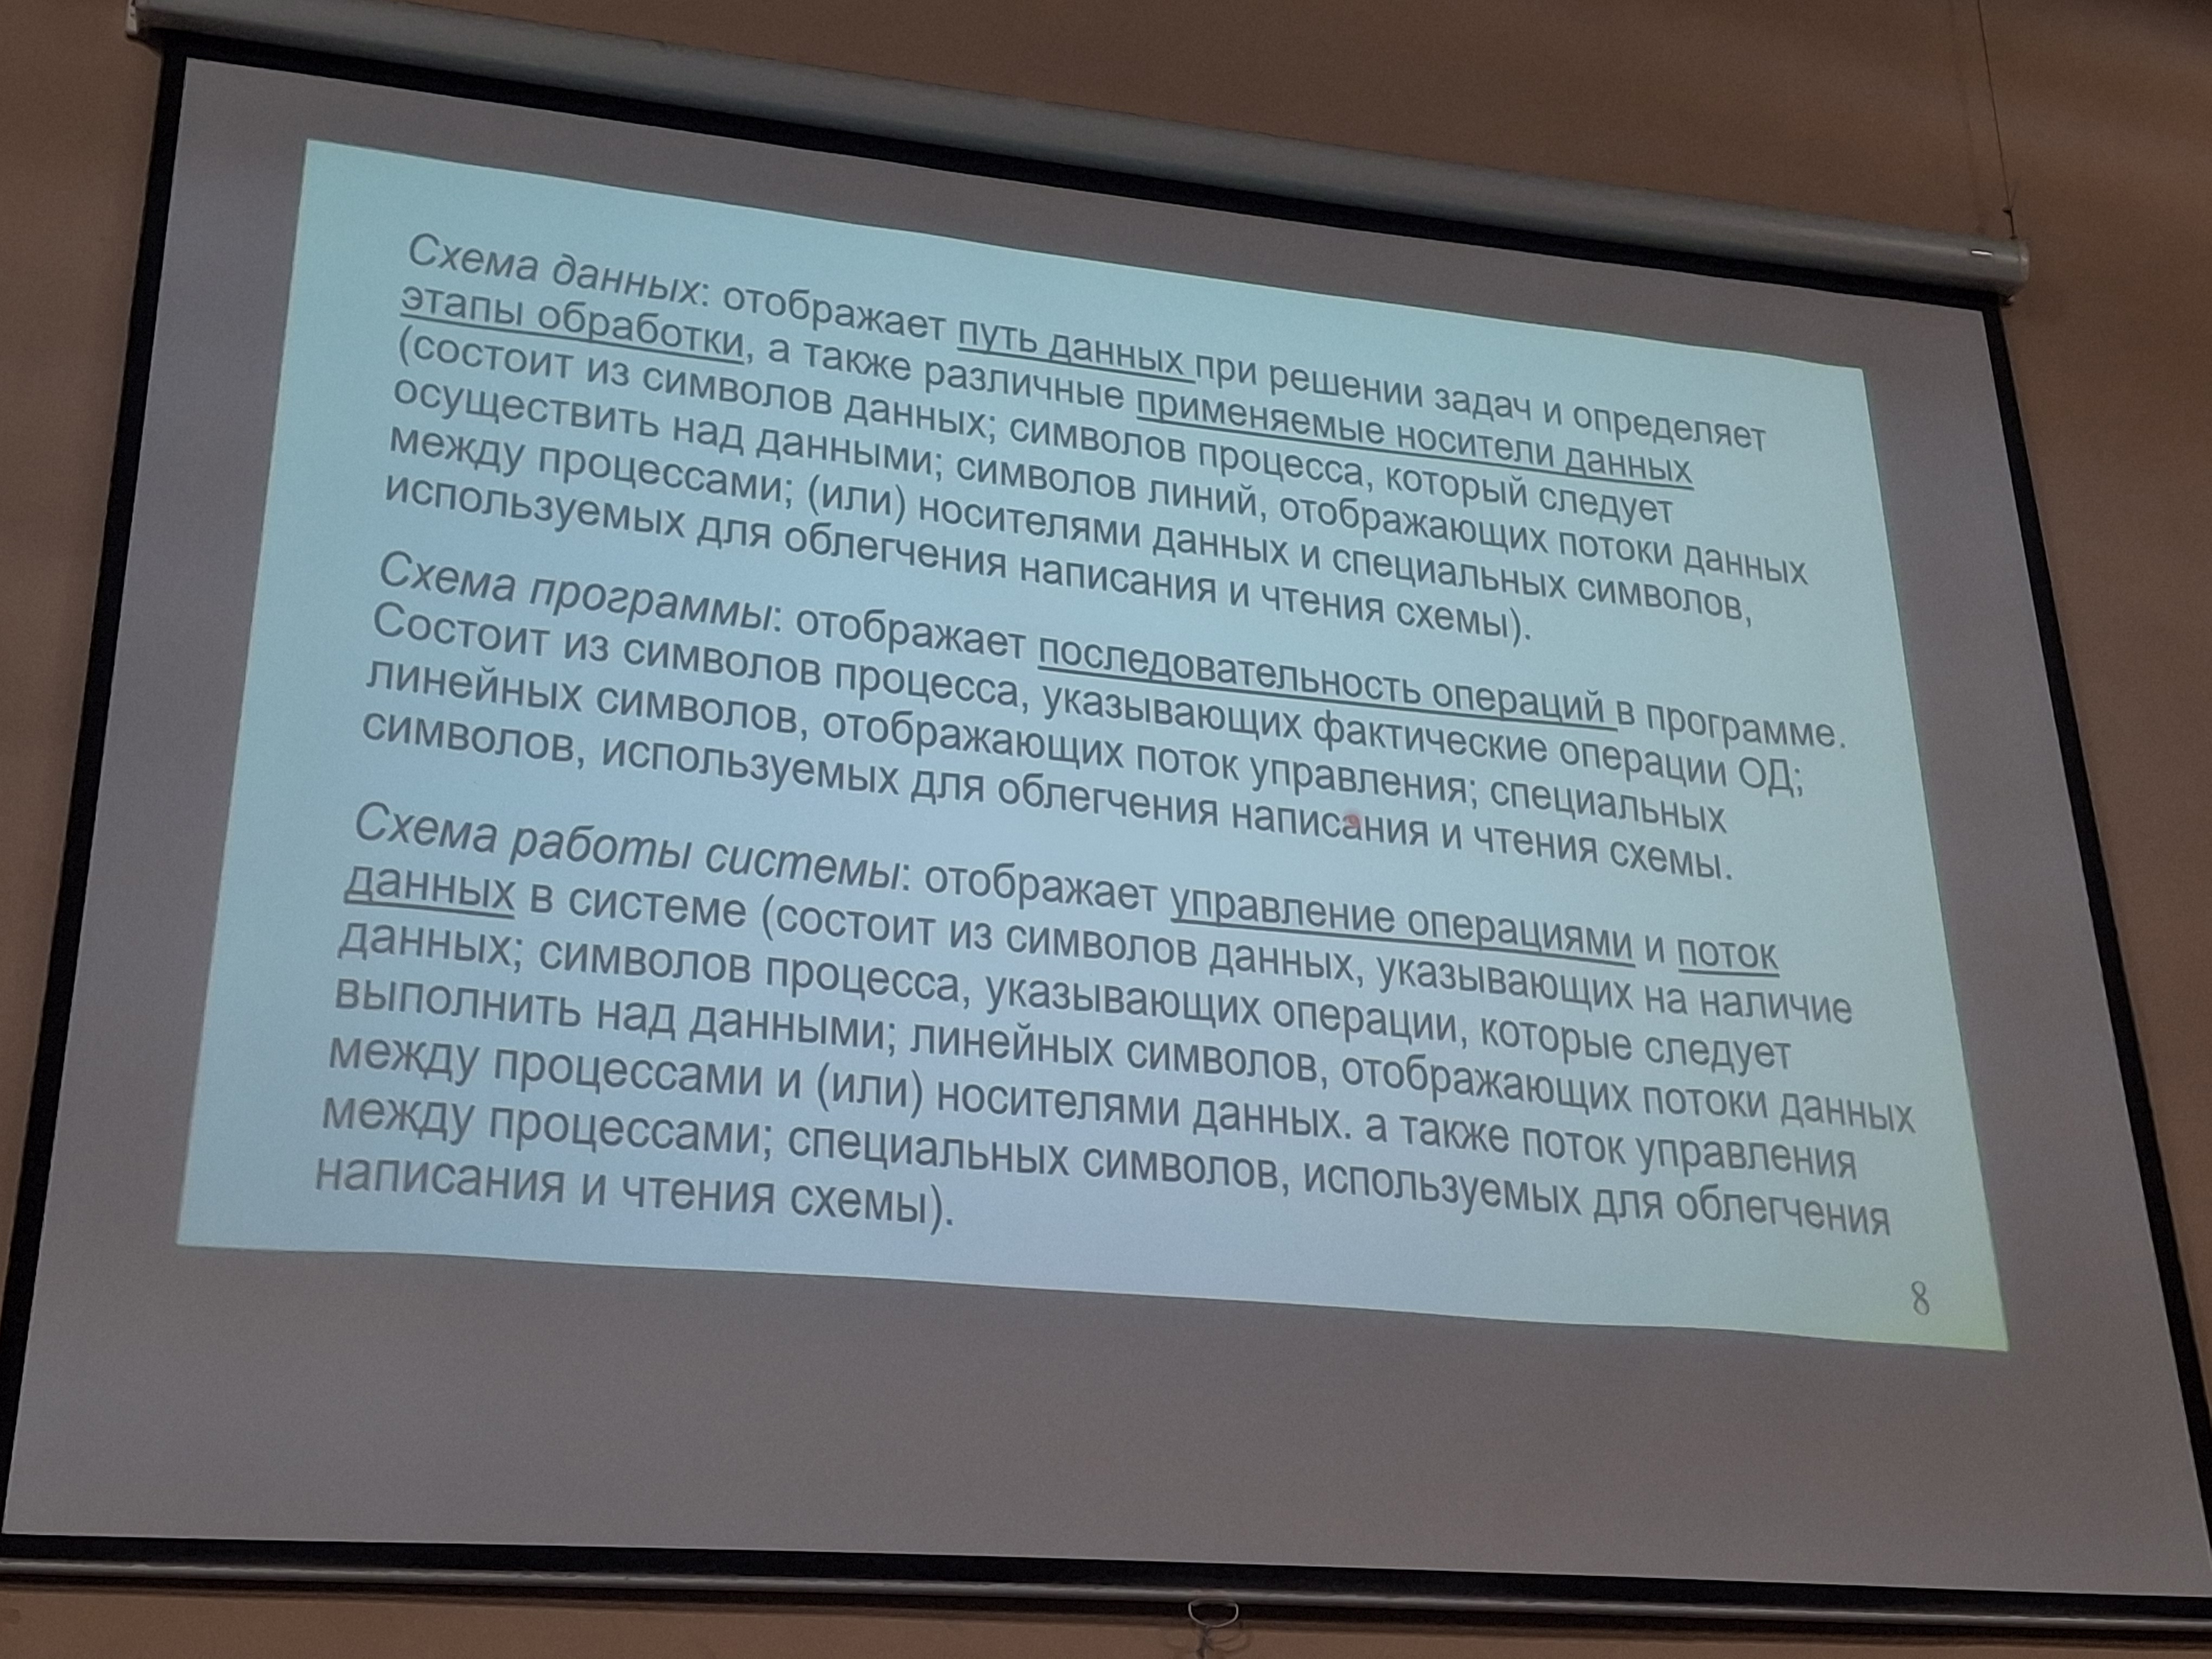 Схема данных: отображает путь данных при решении задач и определяет
этапы обработки, а также различные применяемые носители данных
(состоит из символов данных; символов процесса, который следует
осуществить над данными; символов линий, отображающих потоки данных
между процессами; (или) носителями данных и специальных символов,
используемых для облегчения написания и чтения схемы).
Схема программы: отображает последовательность операций в программе.
Состоит из символов процесса, указывающих фактические операции ОД;
линейных символов, отображающих поток управления; специальных
символов, используемых для облегчения написания и чтения схемы.
Схема работы системы: отображает управление операциями и поток
данных в системе (состоит из символов данных, указывающих на наличие
данных; символов процесса, указывающих операции, которые следует
выполнить над данными; линейных символов, отображающих потоки данных
между процессами и (или) носителями данных. а также поток управления
между процессами; специальных символов, используемых для облегчения
написания и чтения схемы).
8